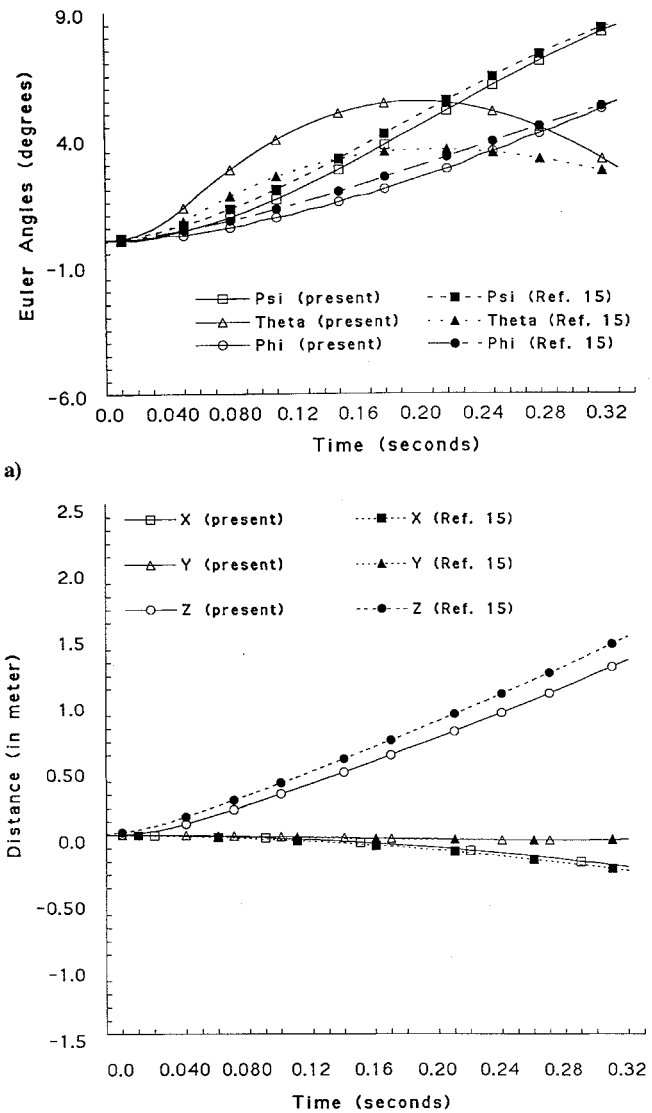 9.0
4.0
-1.0
-6.0
Euler Angles (degrees)
Psi (present)
Psi (Ref. 15)
Theta (present)
Theta (Ref. 15)
Phi (present)
Phi (Ref. 15)
0.0 0.040 0.080 0.12 0.16 0.20 0.24 0.28 0.32
Time (seconds)
a)
2.5
2.0
1.5
1.0
0.50
0.0
-0.50
-1.0
-1.5
Distance (in meter)
X (present)
X (Ref. 15)
Y (present)
Y (Ref. 15)
Z (present)
Z (Ref. 15)
0.0 0.040 0.080 0.12 0.16 0.20 0.24 0.28 0.32
Time (seconds)